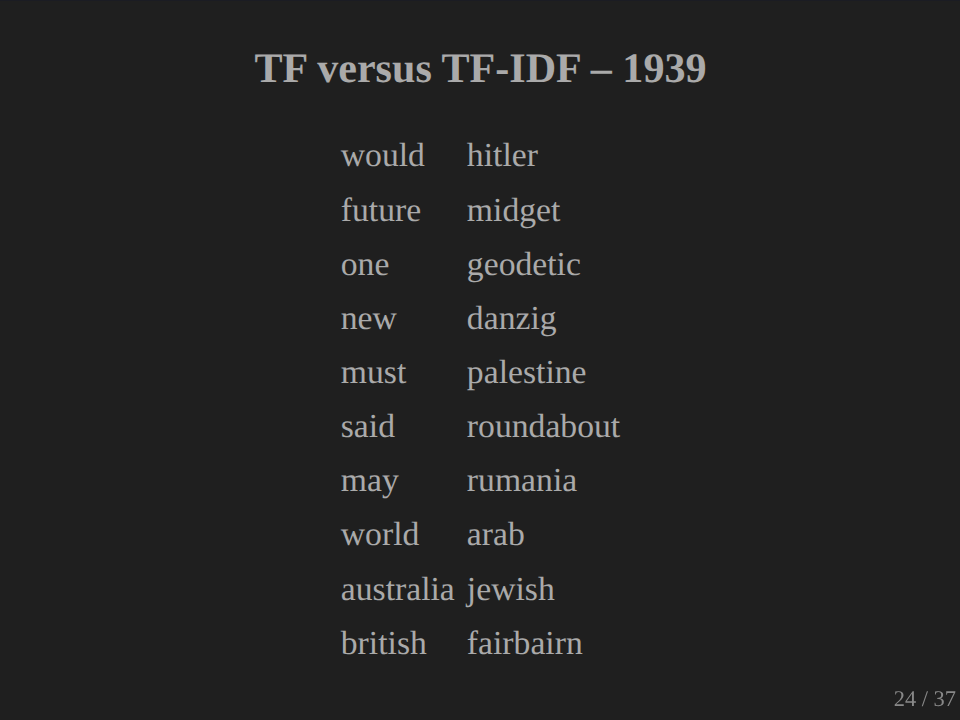 TF versus TF-IDF – 1939
would hitler
future midget
one geodetic
new danzig
must palestine
said roundabout
may rumania
world arab
australia jewish
british fairbairn
24 / 37